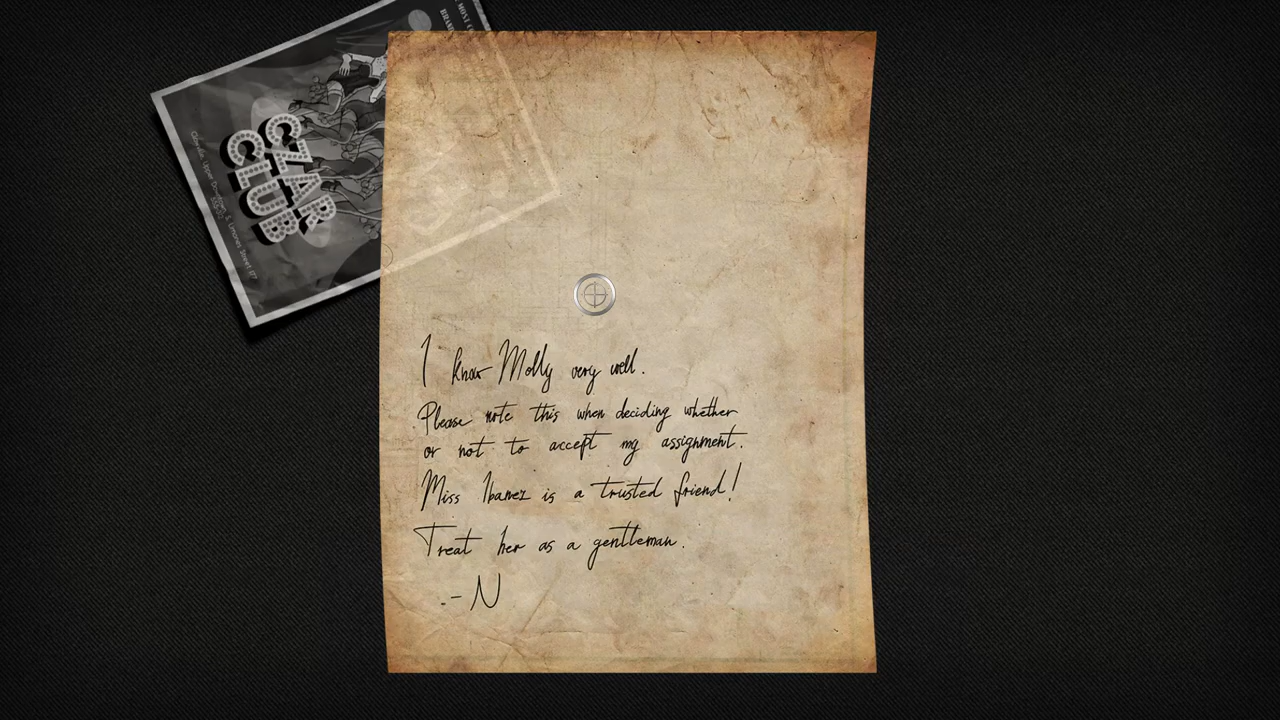 CZAR
CLUB
I know Molly very well.
Please note this when deciding whether
or not to accept my assignment.
Miss Ibanez is a trusted friend!
Treat her as a gentleman.
-N